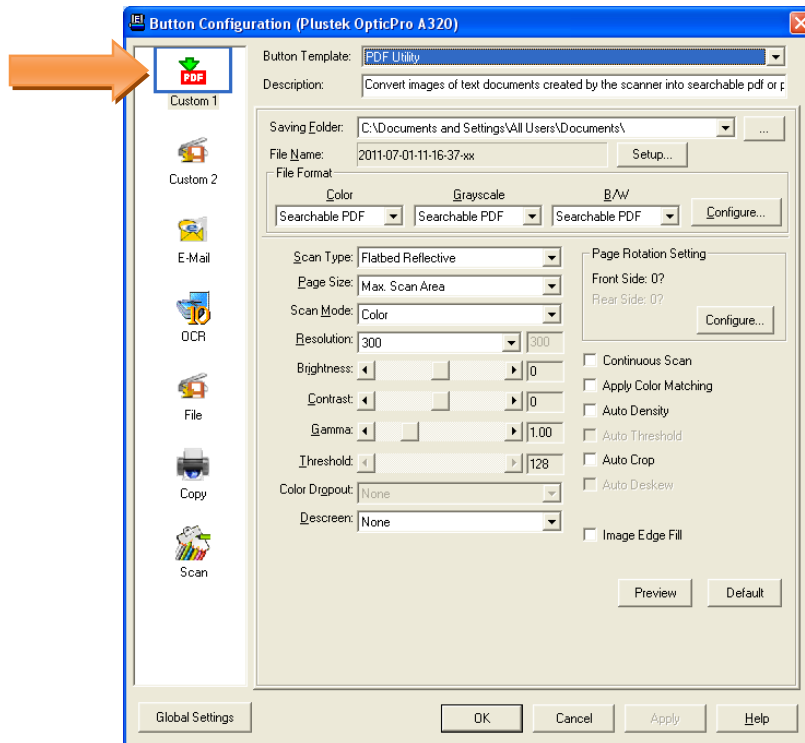 Button Configuration (Plustek OpticPro A320)
PDF
Custom 1
Custom 2
E-Mail
OCR
File
Copy
Scan
Button Template: PDF Utility
Description: Convert images of text documents created by the scanner into searchable pdf or p
Saving Folder: C:\Documents and Settings\All Users\Documents\ ...
File Name: 2011-07-01-11-16-37-xx Setup...
File Format
Color Grayscale B/W
Searchable PDF Searchable PDF Searchable PDF Configure...
Scan Type: Flatbed Reflective
Page Size: Max. Scan Area
Scan Mode: Color
Resolution: 300 300
Brightness: 0
Contrast: 0
Gamma: 1.00
Threshold: 128
Color Dropout: None
Descreen: None
Page Rotation Setting
Front Side: 0?
Rear Side: 0?
Configure...
Continuous Scan
Apply Color Matching
Auto Density
Auto Threshold
Auto Crop
Auto Deskew
Image Edge Fill
Preview Default
Global Settings OK Cancel Apply Help